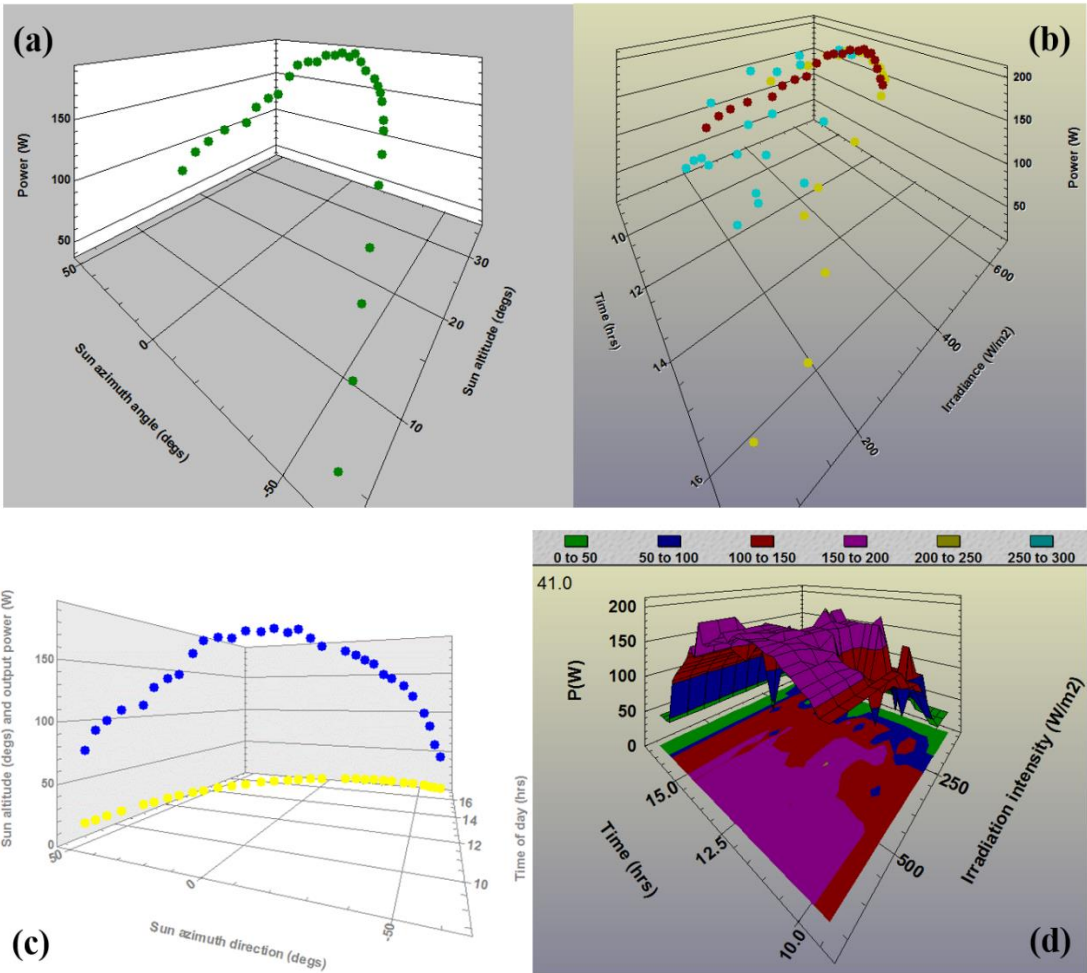 (a)
Power (W)
150
100
50
50
0
-50
Sun azimuth angle (degs)
30
20
10
Sun altitude (degs)
(b)
200
150
100
50
Power (W)
10
12
14
16
Time (hrs)
600
400
200
Irradiance (W/m2)
Sun altitude (degs) and output power (W)
150
100
50
0
50
0
-50
Sun azimuth direction (degs)
16
14
12
10
Time of day (hrs)
(c)
0 to 50 50 to 100 100 to 150 150 to 200 200 to 250 250 to 300
41.0
P(W)
200
150
100
50
0
15.0
12.5
10.0
Time (hrs)
250
500
Irradiation intensity (W/m2)
(d)